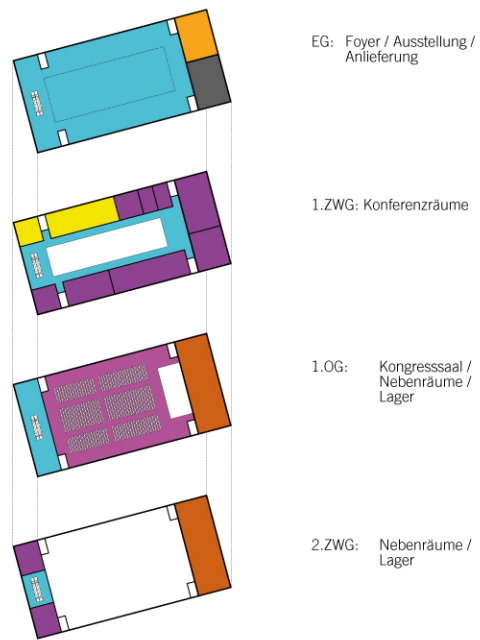 EG: Foyer / Ausstellung /
Anlieferung
1.ZWG: Konferenzräume
1.OG: Kongresssaal /
Nebenräume /
Lager
2.ZWG: Nebenräume /
Lager